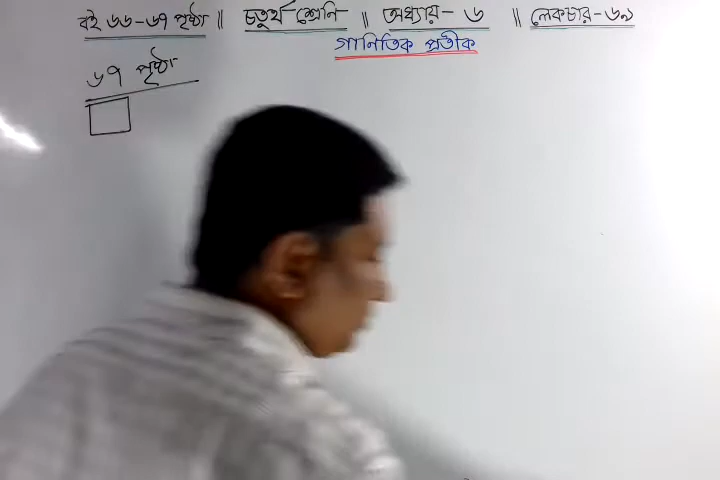 বই ৬৬-৬৭ পৃষ্ঠা || চতুর্থ শ্রেনি || অধ্যায়- ৬ || লেকচার- ৬৯
গানিতিক প্রতীক
৬৭ পৃষ্ঠা